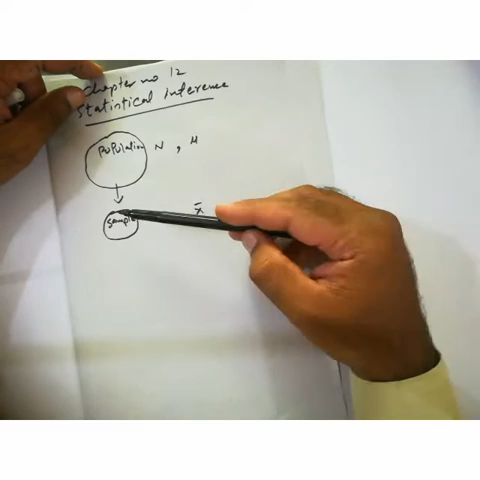 chapter no 12
statistical inference
population N , μ
sample x̄